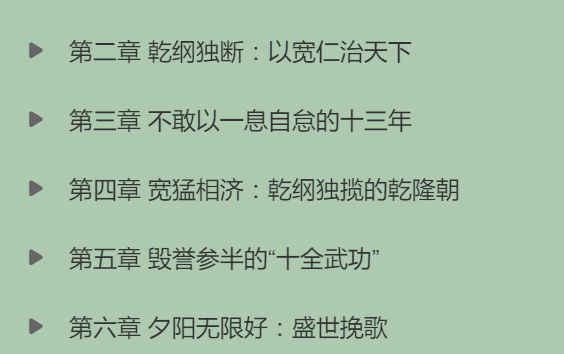 第二章 乾纲独断：以宽仁治天下
第三章 不敢以一息自怠的十三年
第四章 宽猛相济：乾纲独揽的乾隆朝
第五章 毁誉参半的“十全武功”
第六章 夕阳无限好：盛世挽歌